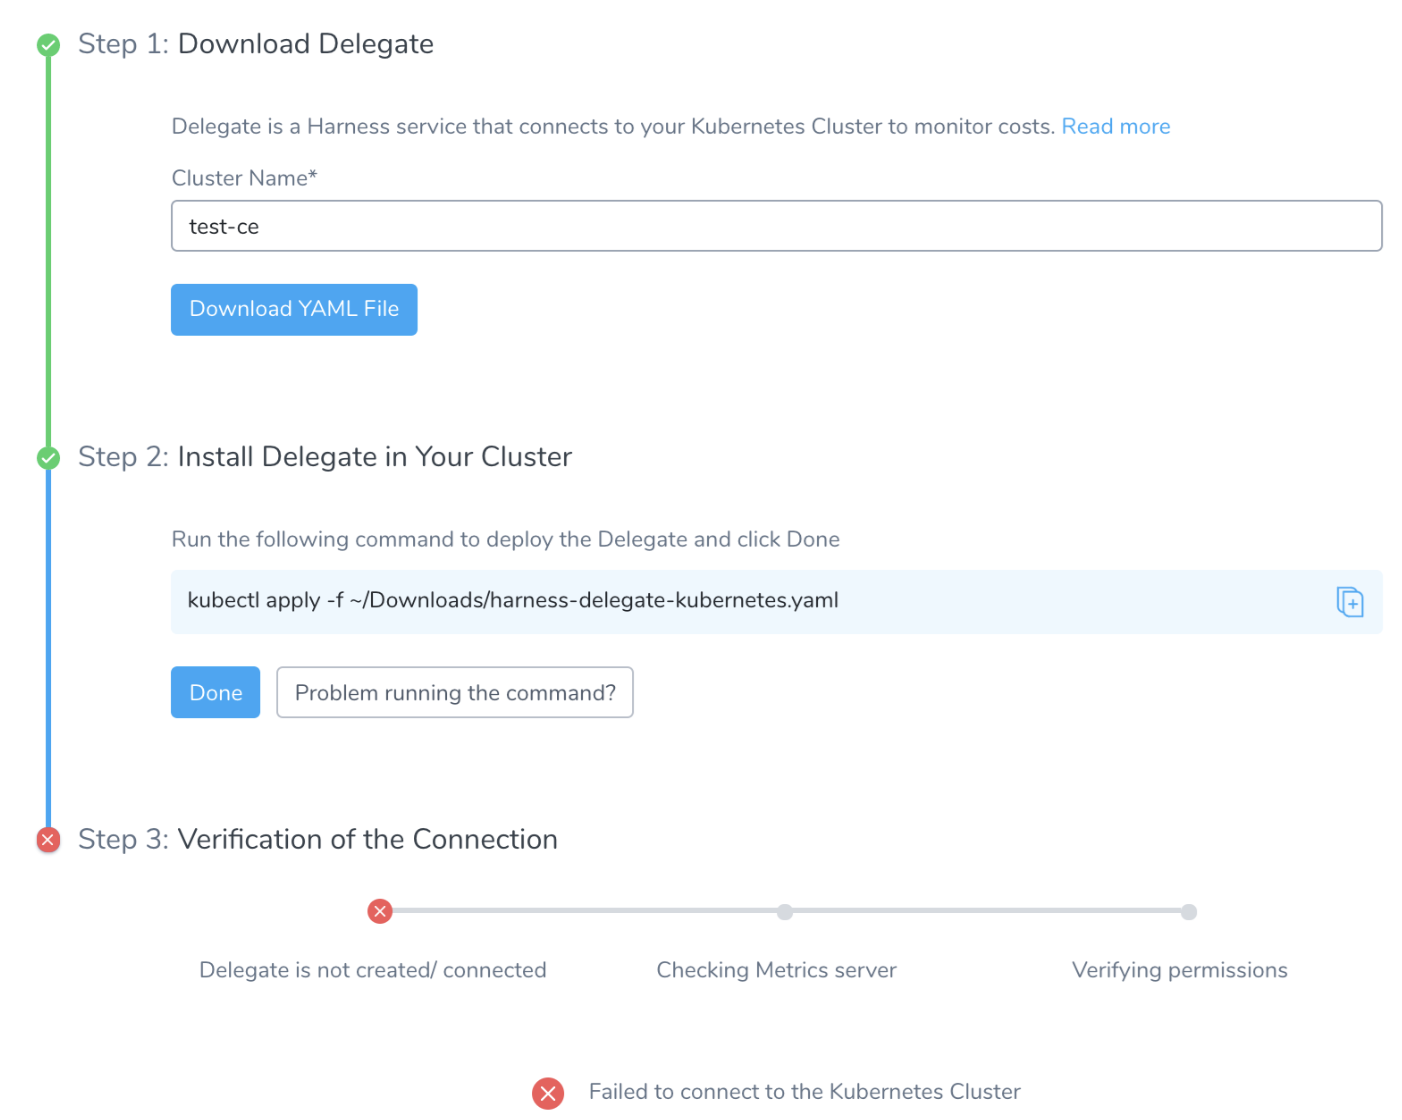 Step 1: Download Delegate
Delegate is a Harness service that connects to your Kubernetes Cluster to monitor costs. Read more
Cluster Name*
test-ce
Download YAML File
Step 2: Install Delegate in Your Cluster
Run the following command to deploy the Delegate and click Done
kubectl apply -f ~/Downloads/harness-delegate-kubernetes.yaml
Done Problem running the command?
Step 3: Verification of the Connection
Delegate is not created/ connected Checking Metrics server Verifying permissions
Failed to connect to the Kubernetes Cluster